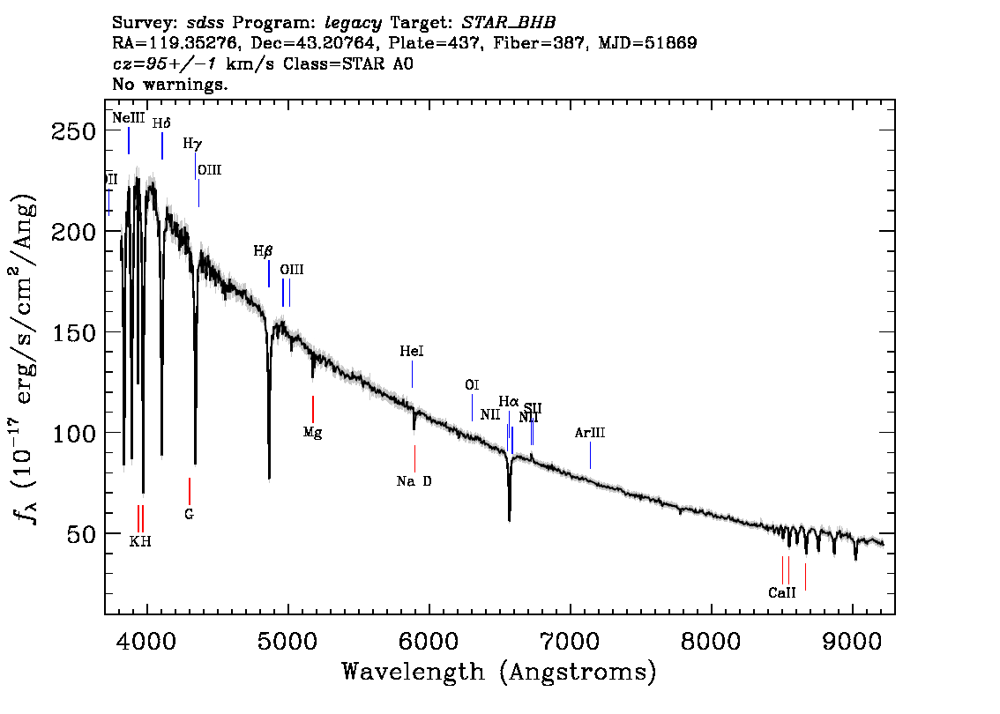 Survey: sdss Program: legacy Target: STAR_BHB
RA=119.35276, Dec=43.20764, Plate=437, Fiber=387, MJD=51869
cz=95+/-1 km/s Class=STAR A0
No warnings.
250
200
150
100
50
NeIII
Hδ
Hγ
OIII
OII
Hβ
OIII
HeI
OI
Hα
SII
NII
NII
ArIII
Mg
Na D
G
KH
CaII
4000 5000 6000 7000 8000 9000
Wavelength (Angstroms)
fλ (10⁻¹⁷ erg/s/cm²/Ang)